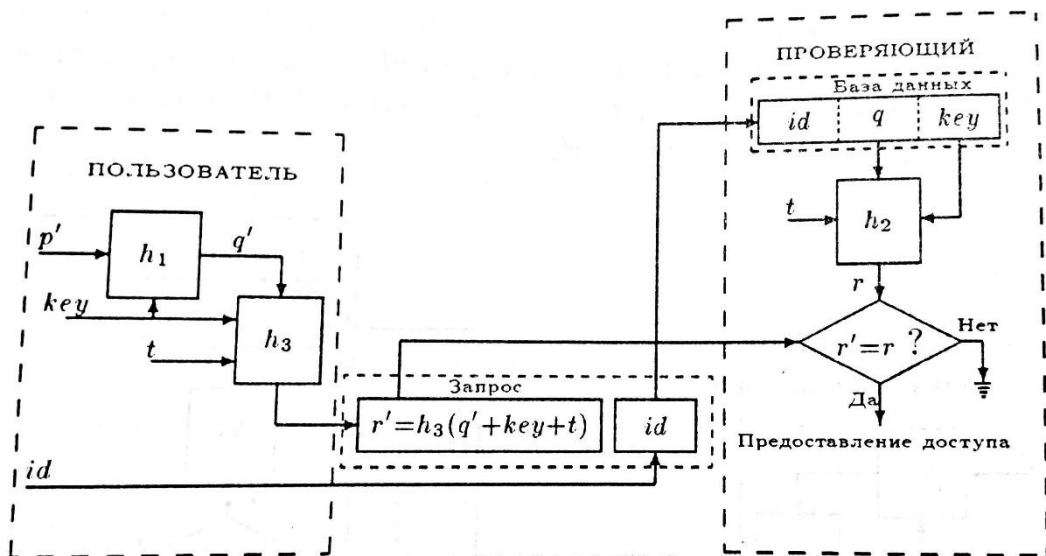 ПРОВЕРЯЮЩИЙ
База данных
id q key
ПОЛЬЗОВАТЕЛЬ
t
h₂
p' h₁ q'
r
key
h₃
t
r'=r ?
Нет
Запрос
Да
r'=h₃(q'+key+t) id
Предоставление доступа
id